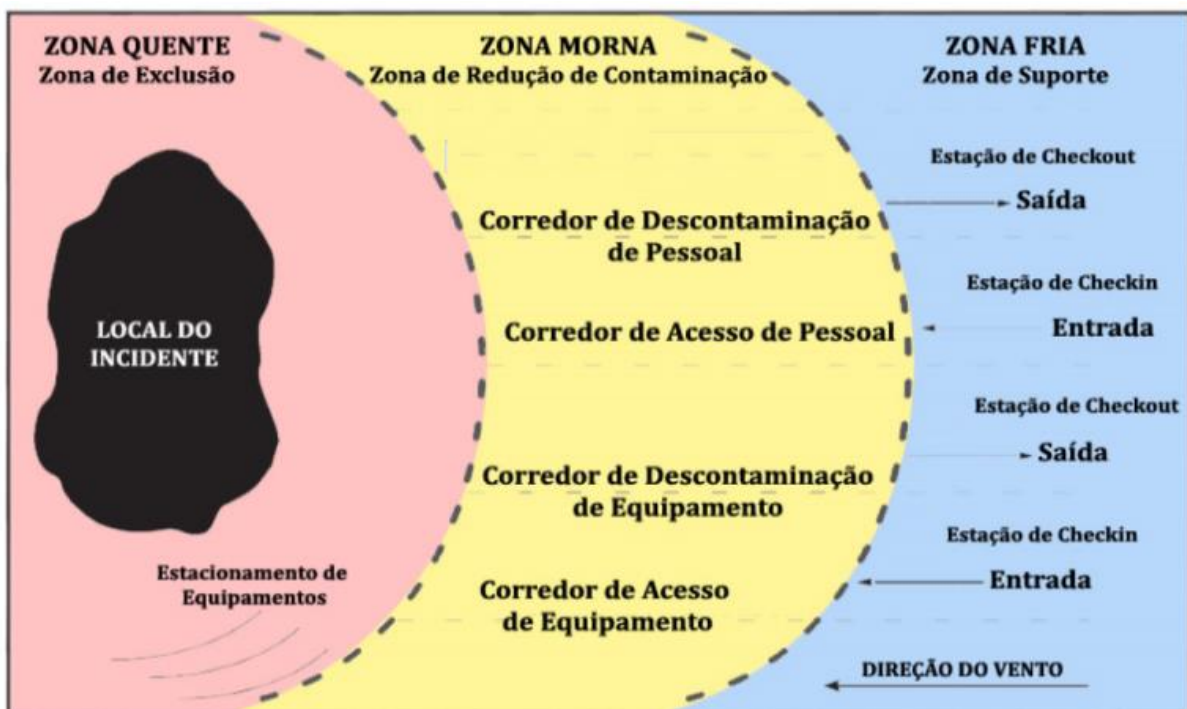 ZONA QUENTE
Zona de Exclusão
ZONA MORNA
Zona de Redução de Contaminação
ZONA FRIA
Zona de Suporte
LOCAL DO
INCIDENTE
Estacionamento de
Equipamentos
Corredor de Descontaminação
de Pessoal
Corredor de Acesso de Pessoal
Corredor de Descontaminação
de Equipamento
Corredor de Acesso
de Equipamento
Estação de Checkout
Saída
Estação de Checkin
Entrada
Estação de Checkout
Saída
Estação de Checkin
Entrada
DIREÇÃO DO VENTO